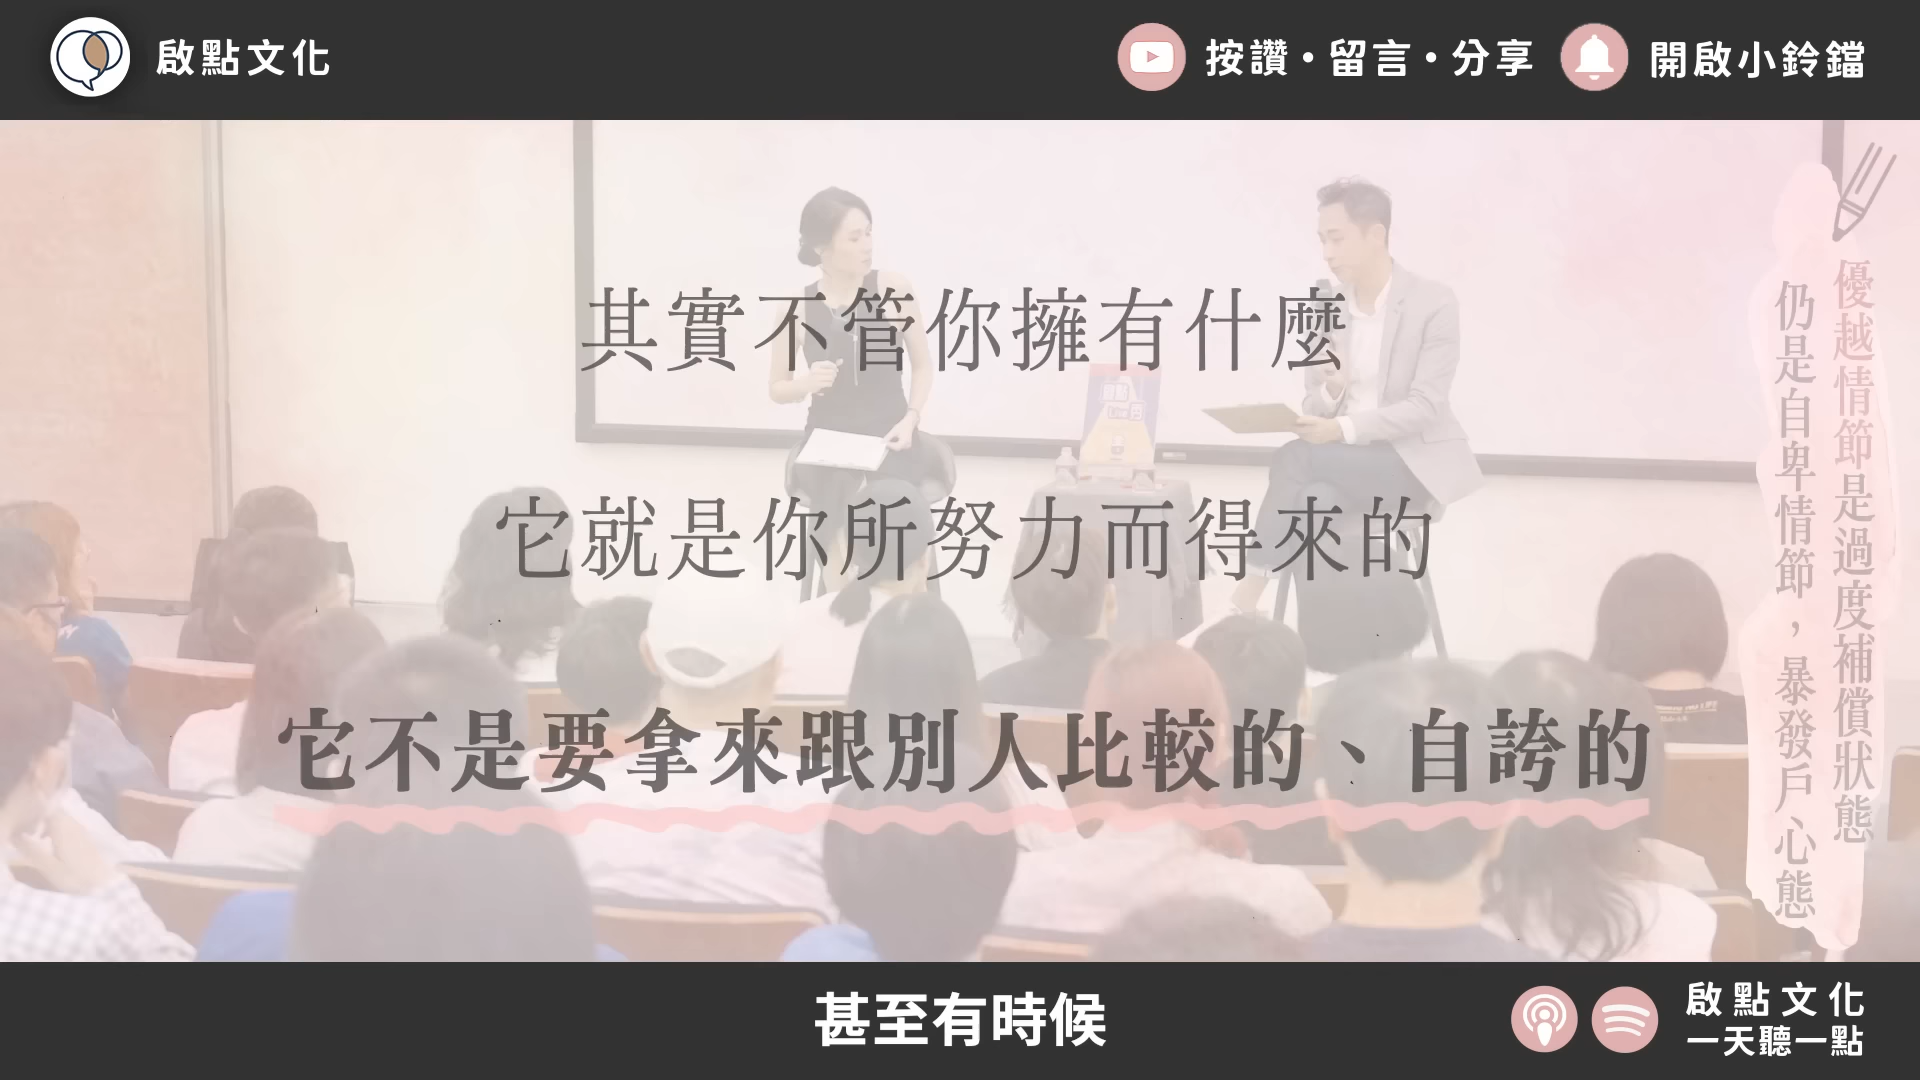 啟點文化
按讚・留言・分享
開啟小鈴鐺
其實不管你擁有什麼
它就是你所努力而得來的
它不是要拿來跟別人比較的、自誇的
優越情節是過度補償狀態
仍是自卑情節，暴發戶心態
甚至有時候
啟點文化
一天聽一點